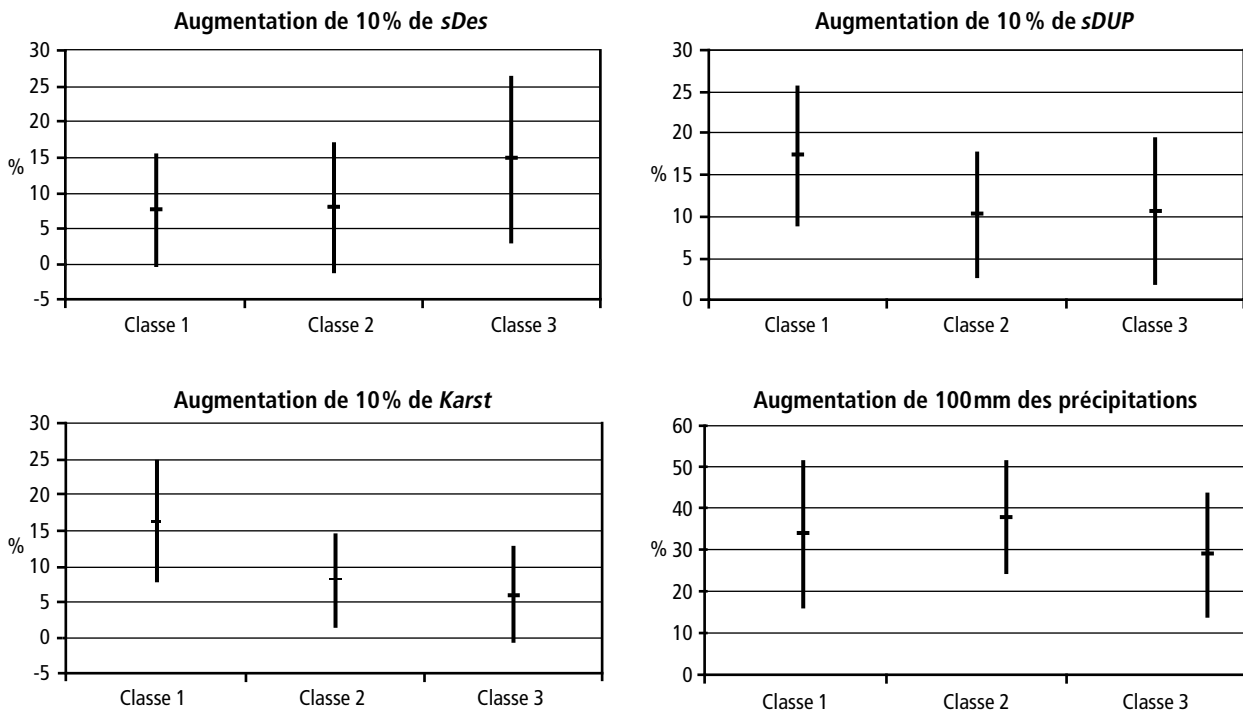 Augmentation de 10% de sDes
30
25
20
15
10
5
0
-5
%
Classe 1
Classe 2
Classe 3
Augmentation de 10 % de sDUP
30
25
20
15
10
5
0
%
Classe 1
Classe 2
Classe 3
Augmentation de 10% de Karst
30
25
20
15
10
5
0
-5
%
Classe 1
Classe 2
Classe 3
Augmentation de 100mm des précipitations
60
50
40
30
20
10
0
%
Classe 1
Classe 2
Classe 3